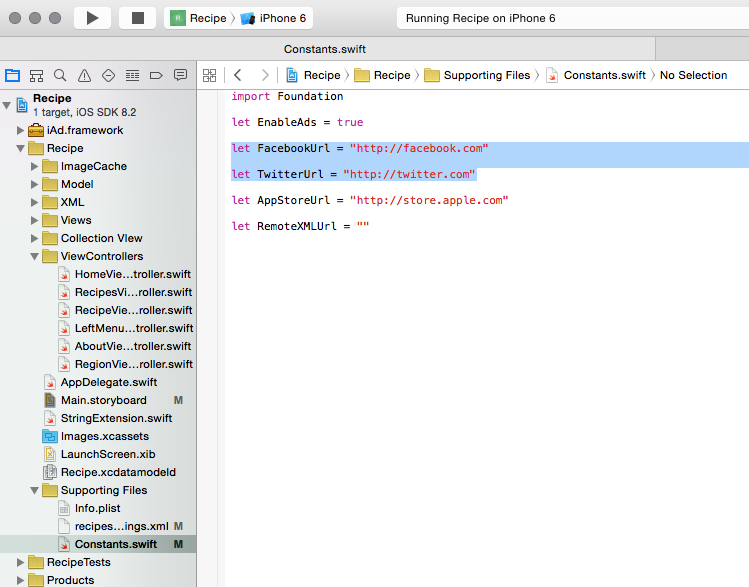 Recipe iPhone 6
Running Recipe on iPhone 6
Constants.swift
Recipe Recipe Supporting Files Constants.swift No Selection
Recipe
1 target, iOS SDK 8.2
iAd.framework
Recipe
ImageCache
Model
XML
Views
Collection View
ViewControllers
HomeVie…troller.swift
RecipesVi…roller.swift
RecipeVie…roller.swift
LeftMenu…troller.swift
AboutVie…troller.swift
RegionVie…roller.swift
AppDelegate.swift
Main.storyboard M
StringExtension.swift
Images.xcassets
LaunchScreen.xib
Recipe.xcdatamodeld
Supporting Files
Info.plist
recipes…ings.xml M
Constants.swift M
RecipeTests
Products
import Foundation
let EnableAds = true
let FacebookUrl = "http://facebook.com"
let TwitterUrl = "http://twitter.com"
let AppStoreUrl = "http://store.apple.com"
let RemoteXMLUrl = ""